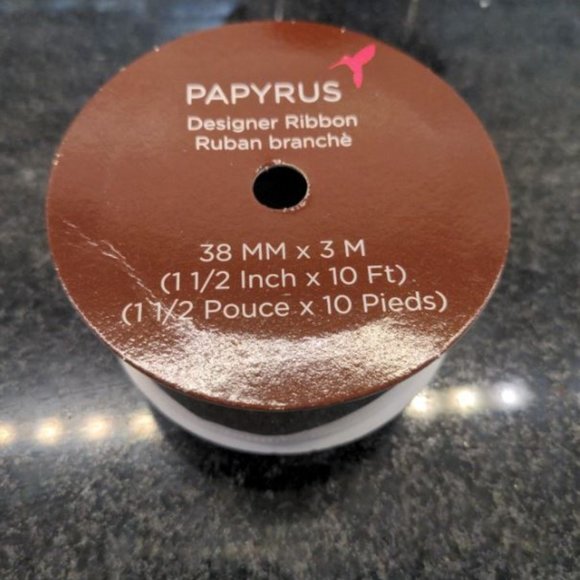 PAPYRUS
Designer Ribbon
Ruban branchè
38 MM x 3 M
(1 1/2 Inch x 10 Ft)
(1 1/2 Pouce x 10 Pieds)